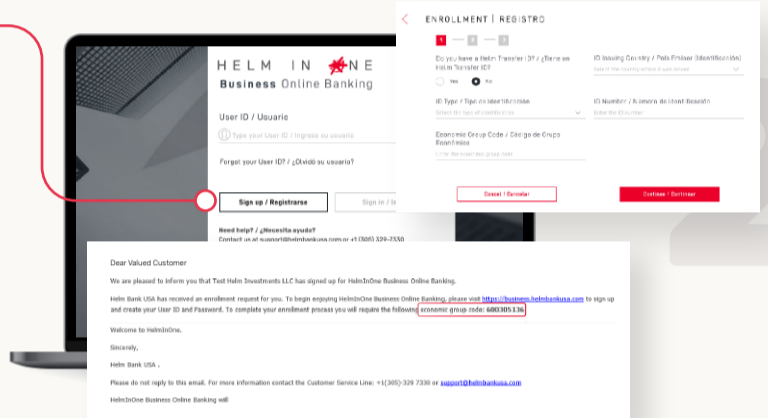 HELM IN ONE
Business Online Banking
User ID / Usuario
Type your User ID / Ingrese su usuario
Forgot your User ID? / ¿Olvidó su usuario?
Sign up / Registrarse
Sign in / I
Need help? / ¿Necesita ayuda?
Contact us at support@helmbankusa.com or +1 (305) 329-7330
ENROLLMENT | REGISTRO
1
2
3
Do you have a Helm Transfer ID? / ¿Tiene un Helm Transfer ID?
Yes
No
ID Issuing Country / País Emisor (Identificación)
Select the country where it was issued
ID Type / Tipo de Identificación
Select the type of identification
ID Number / Número de Identificación
Enter the ID number
Economic Group Code / Código de Grupo
Económico
Enter the economic group code
Cancel / Cancelar
Continue / Continuar
2
Dear Valued Customer
We are pleased to inform you that Test Helm Investments LLC has signed up for HelmInOne Business Online Banking.
Helm Bank USA has received an enrollment request for you. To begin enjoying HelmInOne Business Online Banking, please visit https://business.helmbankusa.com to sign up
and create your User ID and Password. To complete your enrollment process you will require the following economic group code: 600305136
Welcome to HelmInOne.
Sincerely,
Helm Bank USA .
Please do not reply to this email. For more information contact the Customer Service Line: +1(305)-329 7330 or support@helmbankusa.com
HelmInOne Business Online Banking will